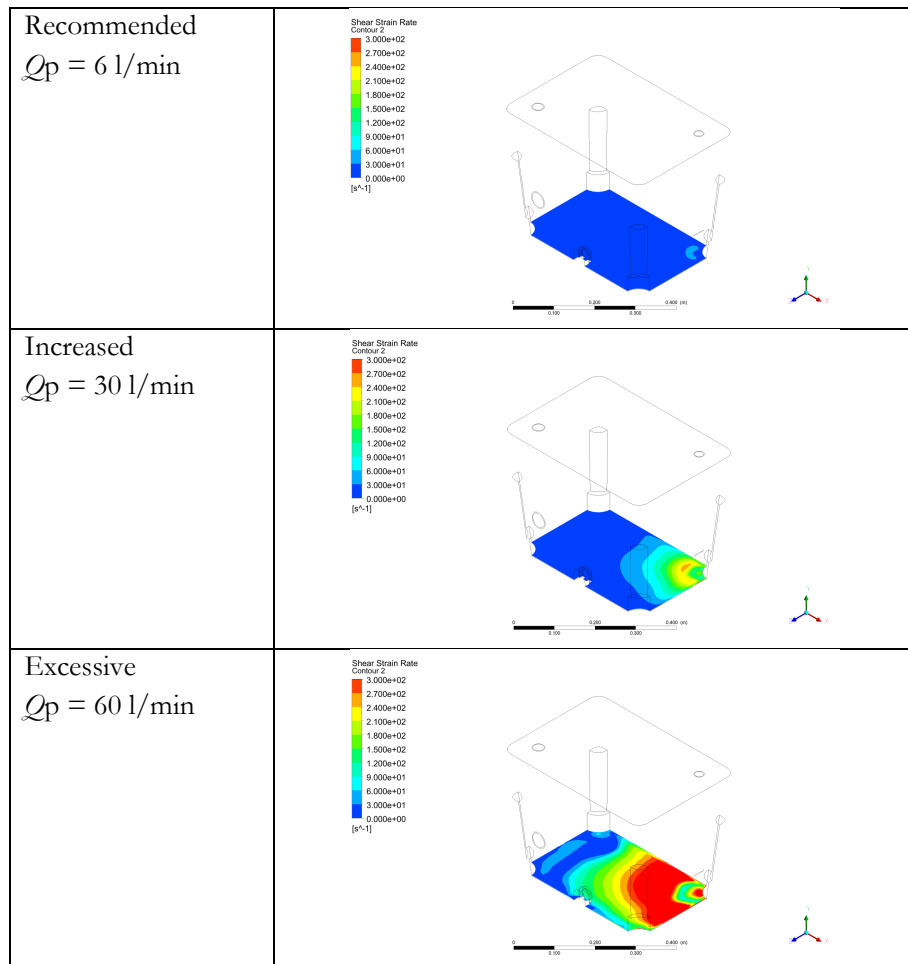 Recommended
Qp = 6 l/min
Shear Strain Rate
Contour 2
3.000e+02
2.700e+02
2.400e+02
2.100e+02
1.800e+02
1.500e+02
1.200e+02
9.000e+01
6.000e+01
3.000e+01
0.000e+00
[s^-1]
Y
Z X
0 0.200 0.400 (m)
0.100 0.300
Increased
Qp = 30 l/min
Shear Strain Rate
Contour 2
3.000e+02
2.700e+02
2.400e+02
2.100e+02
1.800e+02
1.500e+02
1.200e+02
9.000e+01
6.000e+01
3.000e+01
0.000e+00
[s^-1]
Y
Z X
0 0.200 0.400 (m)
0.100 0.300
Excessive
Qp = 60 l/min
Shear Strain Rate
Contour 2
3.000e+02
2.700e+02
2.400e+02
2.100e+02
1.800e+02
1.500e+02
1.200e+02
9.000e+01
6.000e+01
3.000e+01
0.000e+00
[s^-1]
Y
Z X
0 0.200 0.400 (m)
0.100 0.300